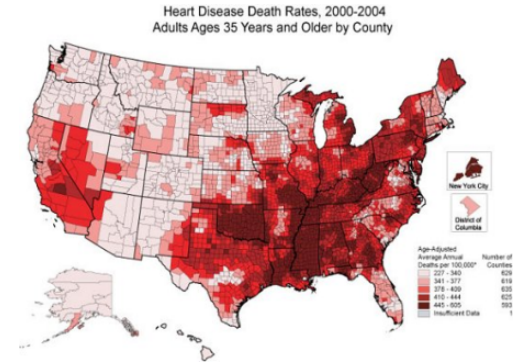 Heart Disease Death Rates, 2000-2004
Adults Ages 35 Years and Older by County
New York City
District of
Columbia
Age-Adjusted
Average Annual
Deaths per 100,000*
Number of
Counties
227 - 340 629
341 - 377 619
378 - 409 635
410 - 444 625
445 - 605 593
Insufficient Data 1